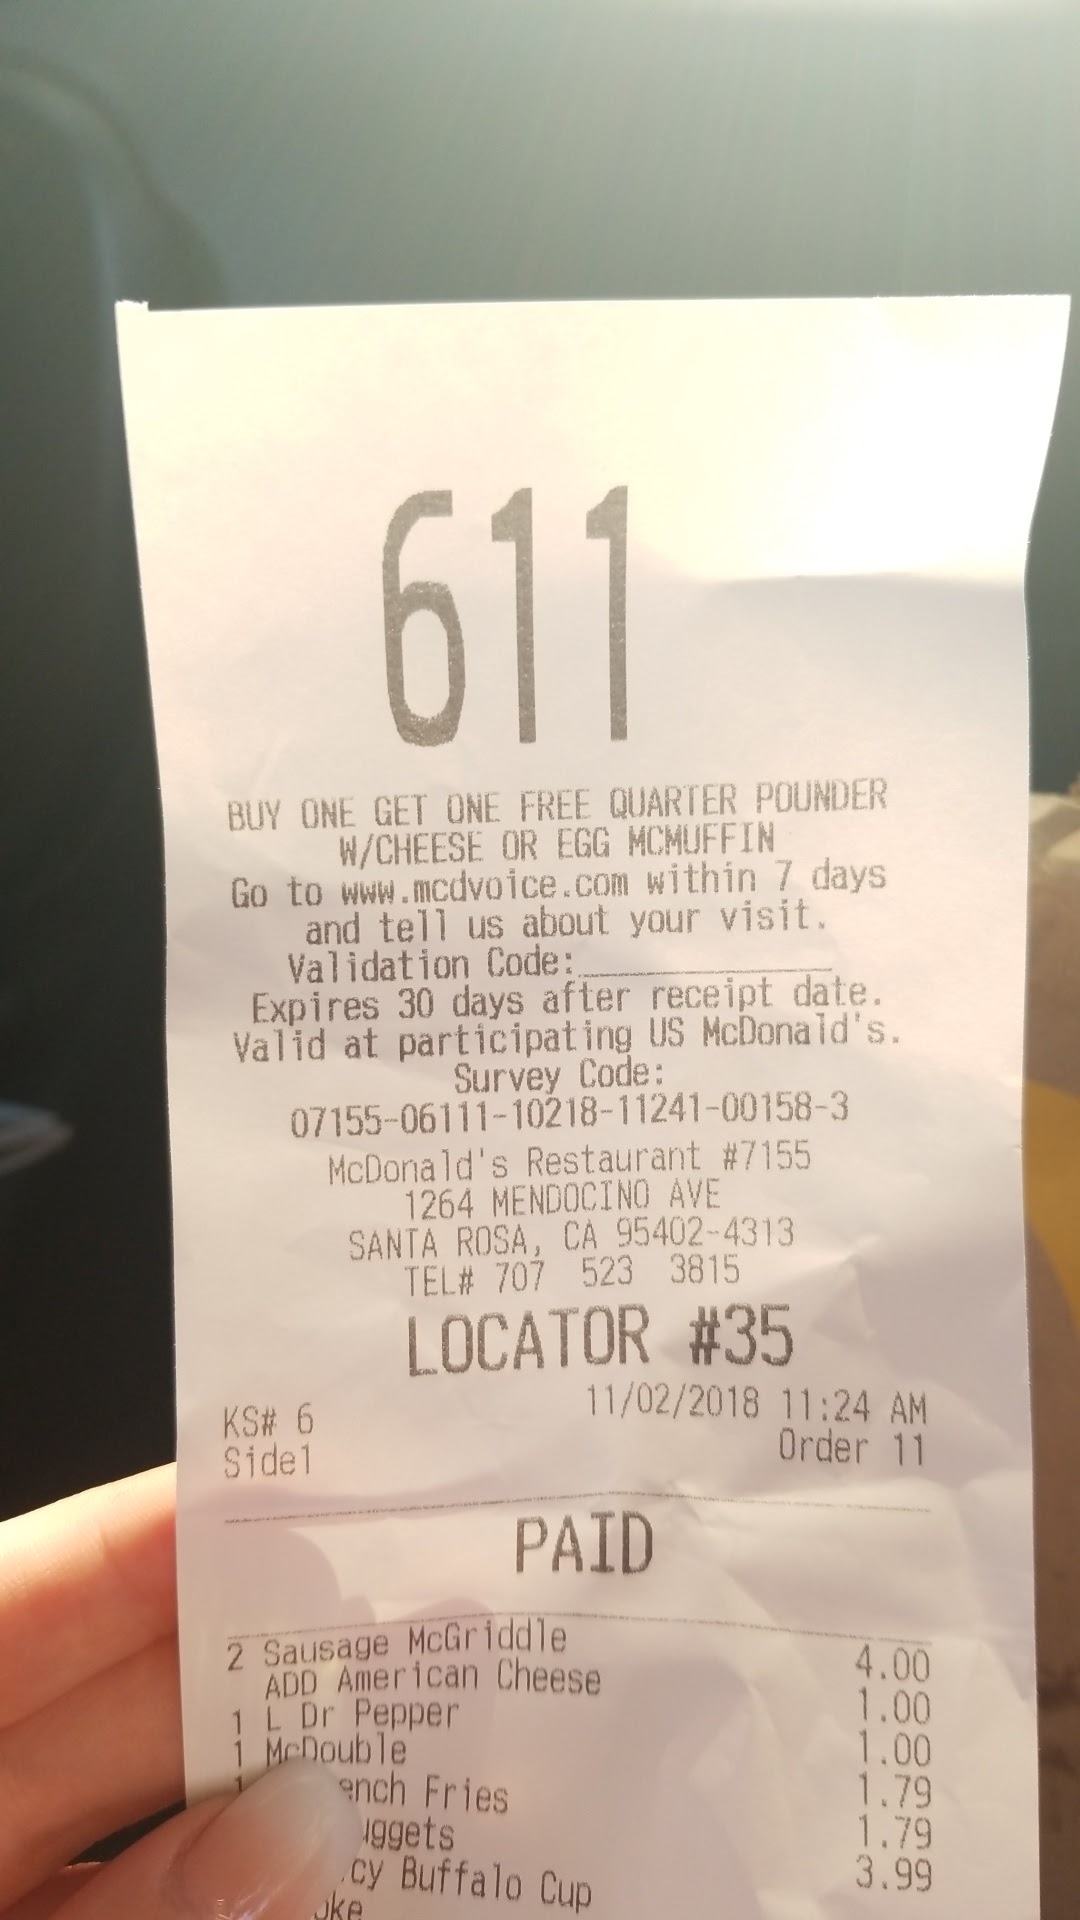 611
BUY ONE GET ONE FREE QUARTER POUNDER
W/CHEESE OR EGG MCMUFFIN
Go to www.mcdvoice.com within 7 days
and tell us about your visit.
Validation Code:
Expires 30 days after receipt date.
Valid at participating US McDonald's.
Survey Code:
07155-06111-10218-11241-00158-3
McDonald's Restaurant #7155
1264 MENDOCINO AVE
SANTA ROSA, CA 95402-4313
TEL# 707 523 3815
LOCATOR #35
KS# 6 11/02/2018 11:24 AM
Side1 Order 11
PAID
2 Sausage McGriddle 4.00
ADD American Cheese 1.00
1 L Dr Pepper 1.00
1 McDouble 1.79
Fries 1.79
3.99
Buffalo Cup